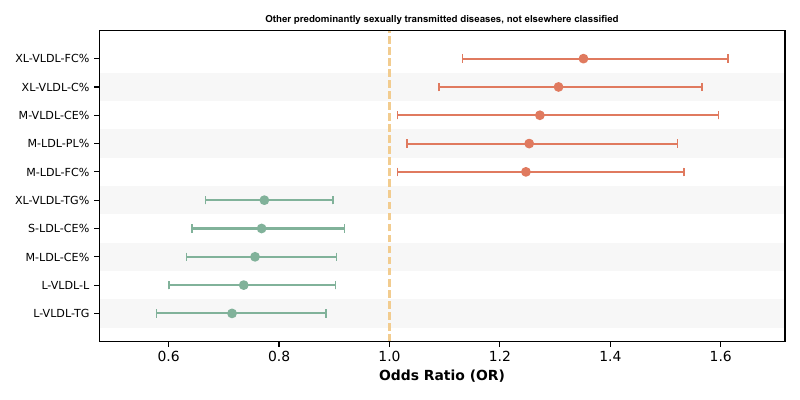 Other predominantly sexually transmitted diseases, not elsewhere classified
XL-VLDL-FC%
XL-VLDL-C%
M-VLDL-CE%
M-LDL-PL%
M-LDL-FC%
XL-VLDL-TG%
S-LDL-CE%
M-LDL-CE%
L-VLDL-L
L-VLDL-TG
0.6 0.8 1.0 1.2 1.4 1.6
Odds Ratio (OR)